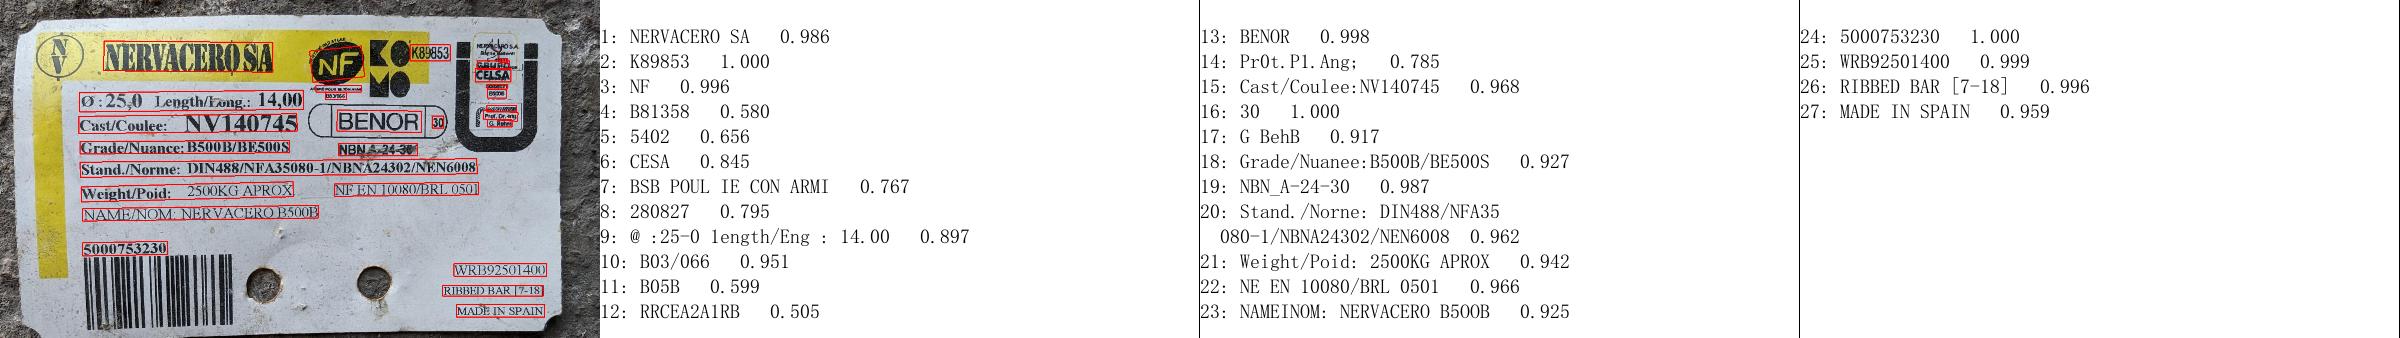 N
V
NERVACERO SA
NF
KO
MO
K89853
CELSA
Ø : 25,0 Length/Long.: 14,00
Cast/Coulee: NV140745
BENOR 30
Grade/Nuance: B500B/BE500S
NBN A-24-30
Stand./Norme: DIN488/NFA35080-1/NBNA24302/NEN6008
Weight/Poid: 2500KG APROX NF EN 10080/BRL 0501
NAME/NOM: NERVACERO B500B
5000753230
WRB92501400
RIBBED BAR [7-18]
MADE IN SPAIN
1: NERVACERO SA 0.986
2: K89853 1.000
3: NF 0.996
4: B81358 0.580
5: 5402 0.656
6: CESA 0.845
7: BSB POUL IE CON ARMI 0.767
8: 280827 0.795
9: @ :25-0 1ength/Eng : 14.00 0.897
10: B03/066 0.951
11: B05B 0.599
12: RRCEA2A1RB 0.505
13: BENOR 0.998
14: Pr0t.P1.Ang; 0.785
15: Cast/Coulee:NV140745 0.968
16: 30 1.000
17: G BehB 0.917
18: Grade/Nuanee:B500B/BE500S 0.927
19: NBN_A-24-30 0.987
20: Stand./Norne: DIN488/NFA35
080-1/NBNA24302/NEN6008 0.962
21: Weight/Poid: 2500KG APROX 0.942
22: NE EN 10080/BRL 0501 0.966
23: NAMEINOM: NERVACERO B500B 0.925
24: 5000753230 1.000
25: WRB92501400 0.999
26: RIBBED BAR [7-18] 0.996
27: MADE IN SPAIN 0.959